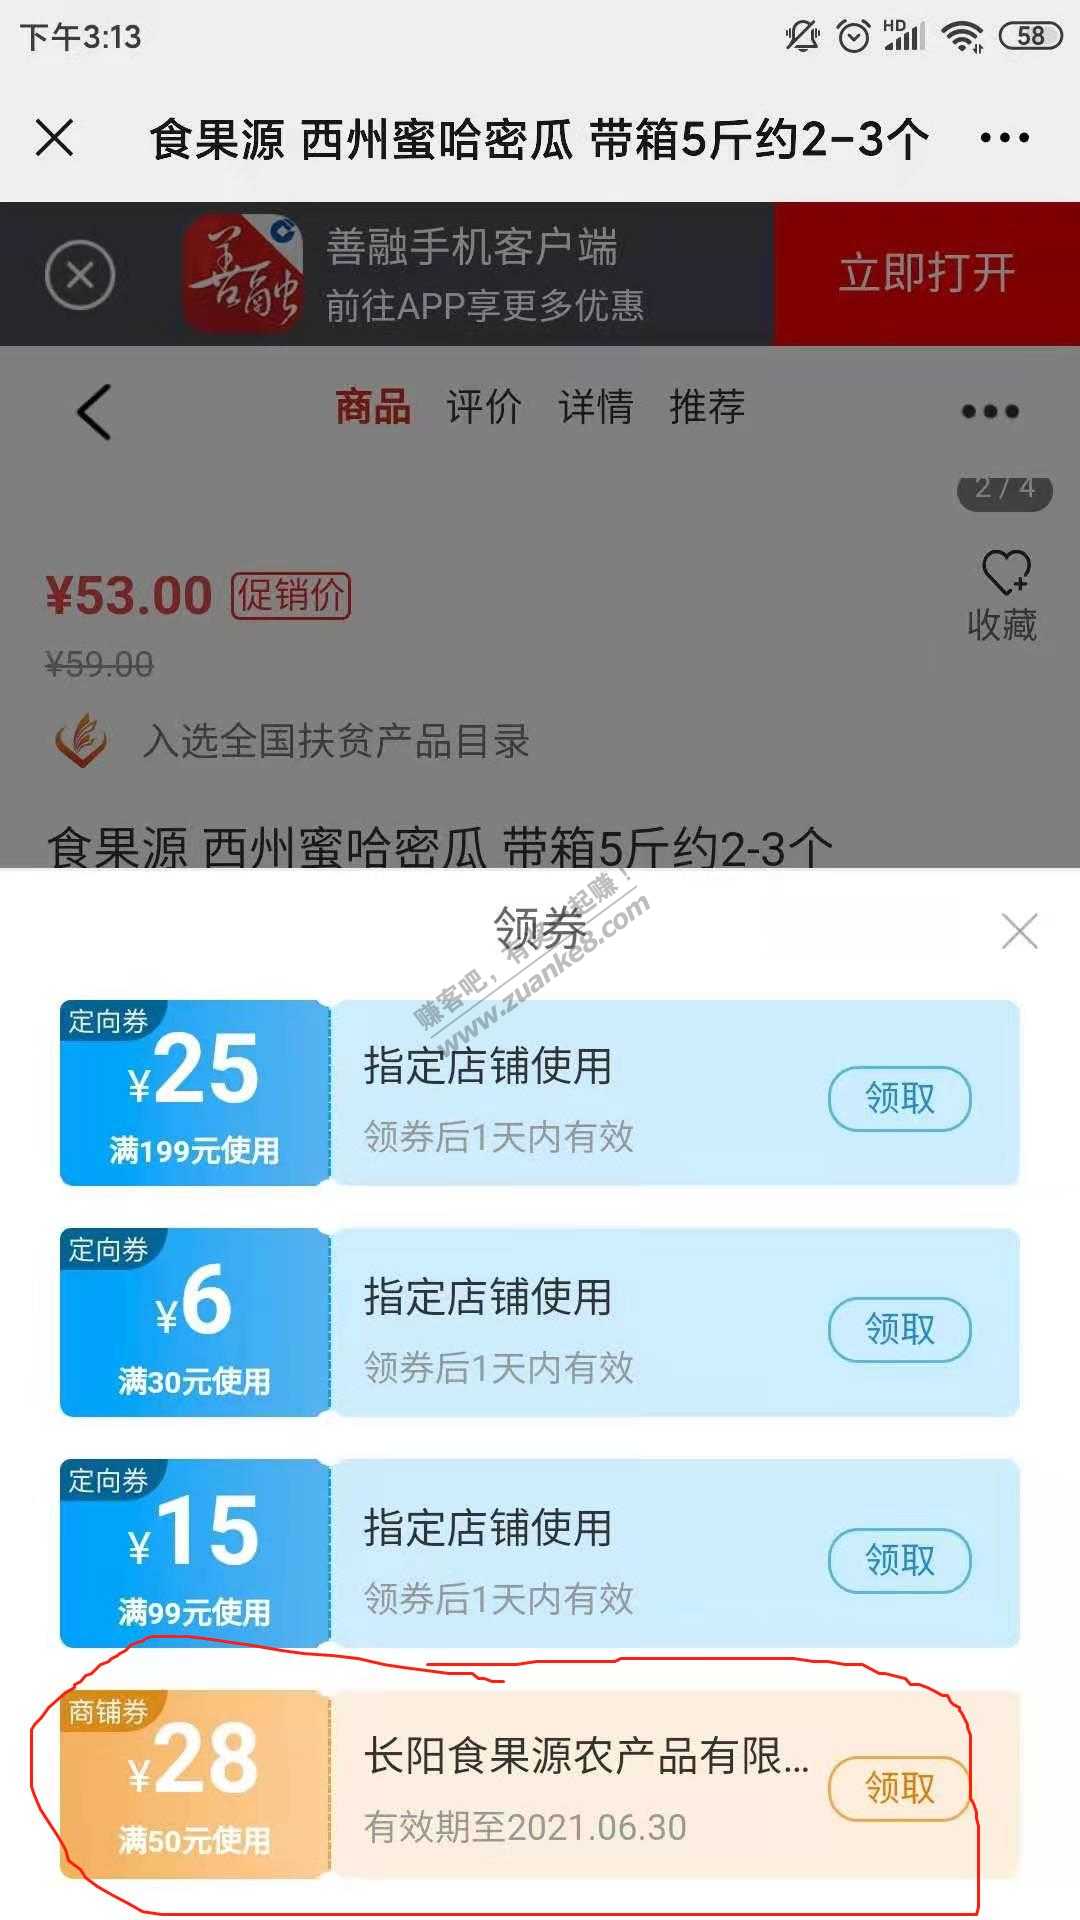 下午3:13
HD
58
食果源 西州蜜哈密瓜 带箱5斤约2-3个
善融
善融手机客户端
前往APP享更多优惠
立即打开
商品 评价 详情 推荐
2/4
¥53.00 促销价
¥59.00
收藏
入选全国扶贫产品目录
食果源 西州蜜哈密瓜 带箱5斤约2-3个
领券
赚客吧，有奖一起赚！
www.zuanke8.com
定向券
¥25
满199元使用
指定店铺使用
领券后1天内有效
领取
定向券
¥6
满30元使用
指定店铺使用
领券后1天内有效
领取
定向券
¥15
满99元使用
指定店铺使用
领券后1天内有效
领取
商铺券
¥28
满50元使用
长阳食果源农产品有限...
有效期至2021.06.30
领取